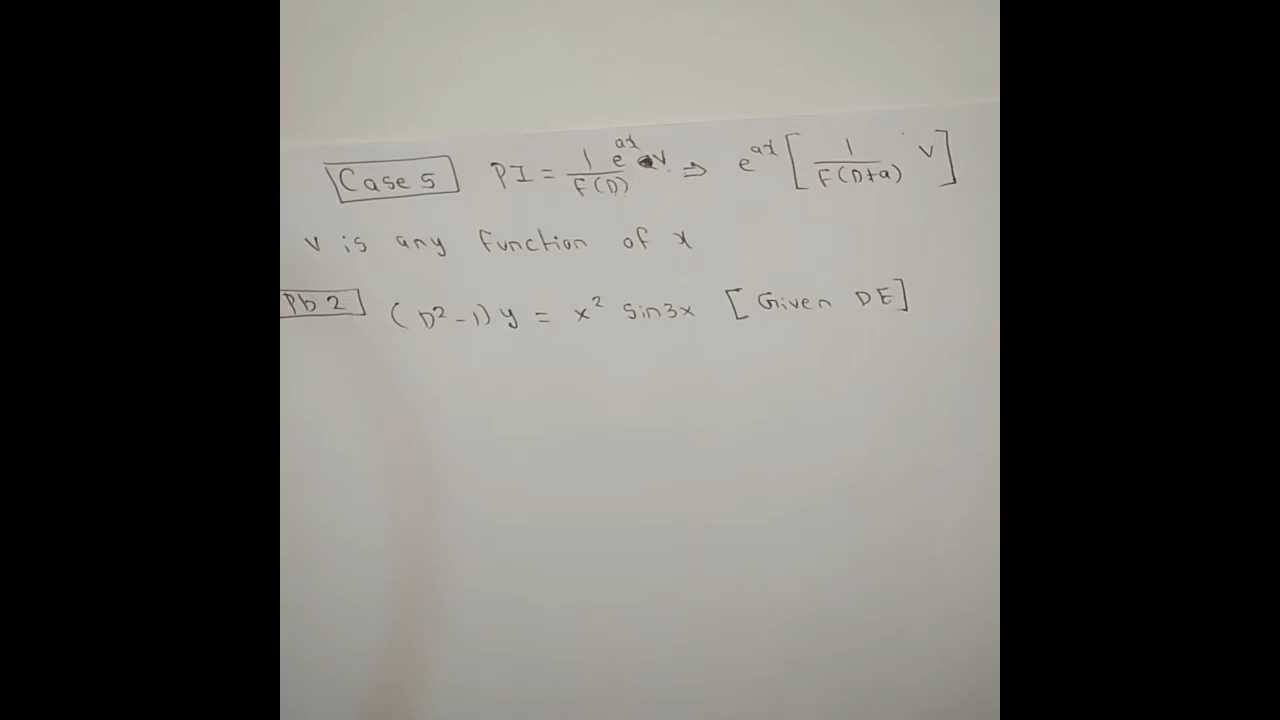 Case 5 PI = 1/F(D) e^{ax} V ⇒ e^{ax} [ 1/F(D+a) V ]
V is any function of x
Pb 2 (D² - 1) y = x² Sin3x [Given DE]